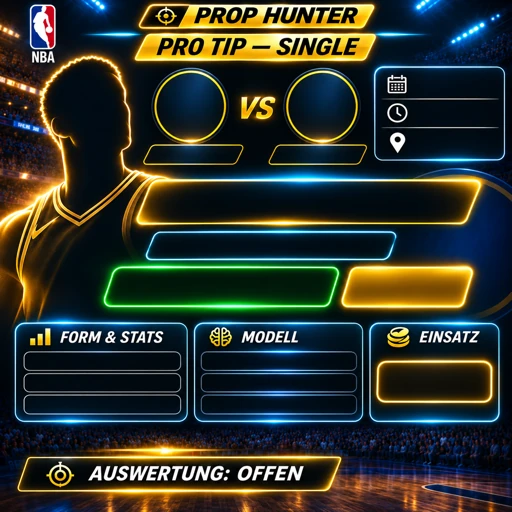 PROP HUNTER
NBA
PRO TIP — SINGLE
VS
FORM & STATS
MODELL
EINSATZ
AUSWERTUNG: OFFEN